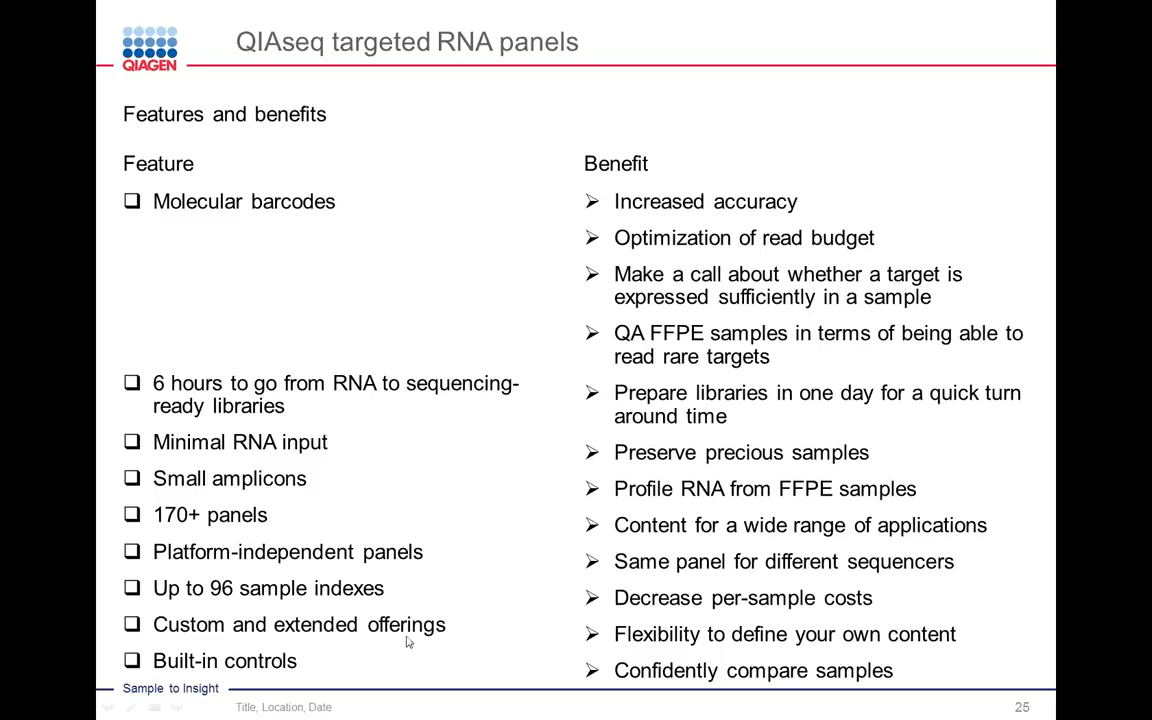 QIAGEN
QIAseq targeted RNA panels
Features and benefits
Feature
Molecular barcodes
6 hours to go from RNA to sequencing-
ready libraries
Minimal RNA input
Small amplicons
170+ panels
Platform-independent panels
Up to 96 sample indexes
Custom and extended offerings
Built-in controls
Benefit
Increased accuracy
Optimization of read budget
Make a call about whether a target is
expressed sufficiently in a sample
QA FFPE samples in terms of being able to
read rare targets
Prepare libraries in one day for a quick turn
around time
Preserve precious samples
Profile RNA from FFPE samples
Content for a wide range of applications
Same panel for different sequencers
Decrease per-sample costs
Flexibility to define your own content
Confidently compare samples
Sample to Insight
Title, Location, Date
25